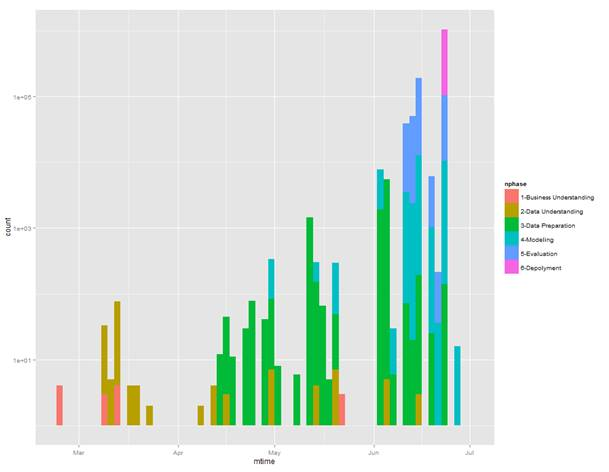 1e+05
1e+03
1e+01
count
Mar
Apr
May
Jun
Jul
mtime
nphase
1-Business Understanding
2-Data Understanding
3-Data Preparation
4-Modeling
5-Evaluation
6-Depolyment